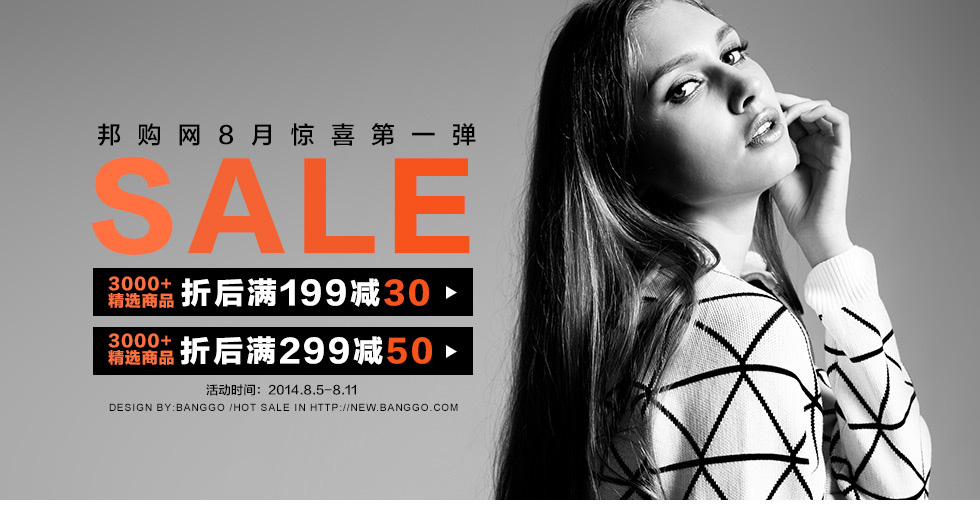 邦购网8月惊喜第一弹
SALE
3000+
精选商品 折后满199减30
3000+
精选商品 折后满299减50
活动时间：2014.8.5-8.11
DESIGN BY:BANGGO /HOT SALE IN HTTP://NEW.BANGGO.COM